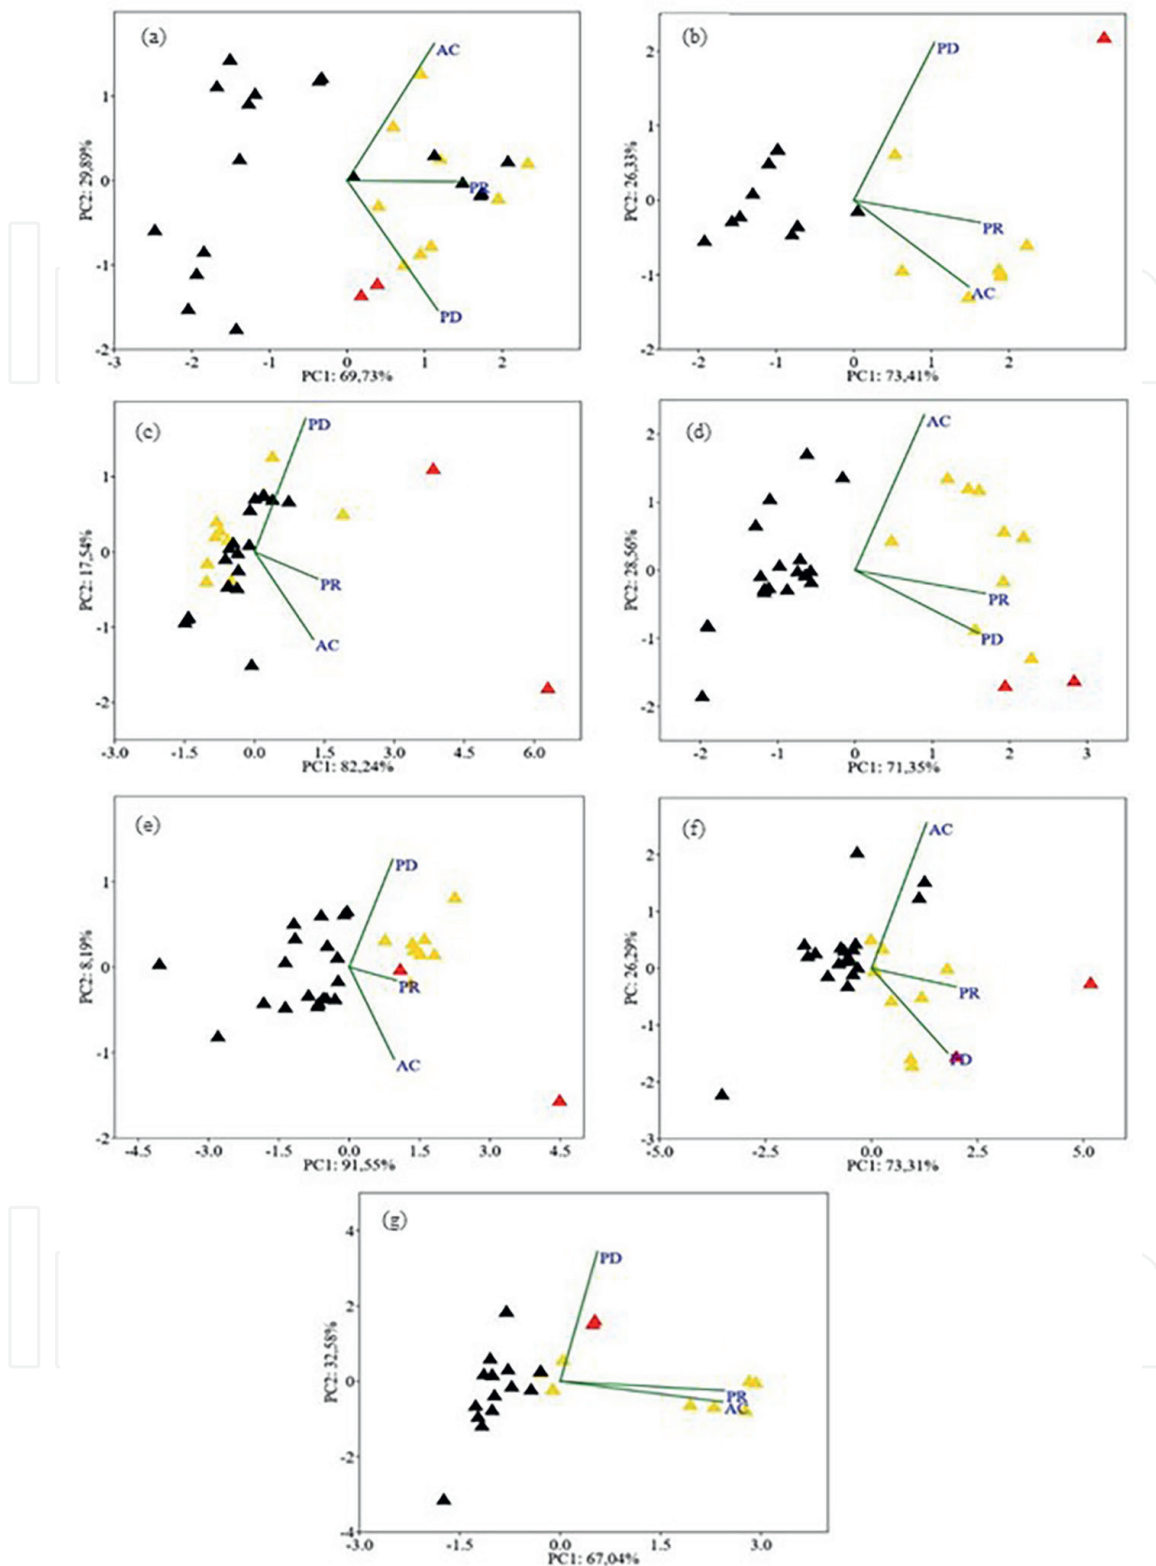 (a)
AC
PR
PD
1
0
-1
-2
-3
-2
-1
0
1
2
PC2: 29,89%
PC1: 69,73%
(b)
PD
PR
AC
2
1
0
-1
-2
-2
-1
0
1
2
PC2: 26,33%
PC1: 73,41%
(c)
PD
PR
AC
1
0
-1
-2
-3.0
-1.5
0.0
1.5
3.0
4.5
6.0
PC2: 17,54%
PC1: 82,24%
(d)
AC
PR
PD
2
1
0
-1
-2
-2
-1
0
1
2
3
PC2: 28,56%
PC1: 71,35%
(e)
PD
PR
AC
1
0
-1
-2
-4.5
-3.0
-1.5
0.0
1.5
3.0
4.5
PC2: 8,19%
PC1: 91,55%
(f)
AC
PR
PD
2
1
0
-1
-2
-3
-5.0
-2.5
0.0
2.5
5.0
PC: 26,29%
PC1: 73,31%
(g)
PD
PR
AC
4
2
0
-2
-4
-3.0
-1.5
0.0
1.5
3.0
PC2: 32,58%
PC1: 67,04%